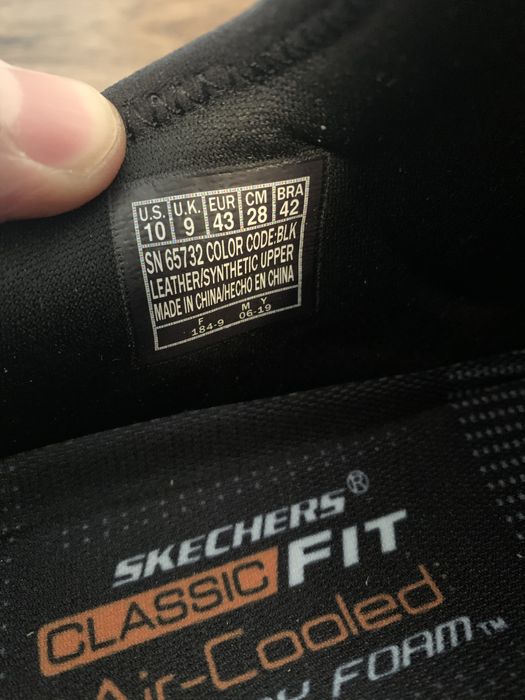 U.S. U.K. EUR CM BRA
10 9 43 28 42
SN 65732 COLOR CODE:BLK
LEATHER/SYNTHETIC UPPER
MADE IN CHINA/HECHO EN CHINA
F M Y
184-9 06-19
SKECHERS®
CLASSIC FIT
Air-Cooled
FOAM™